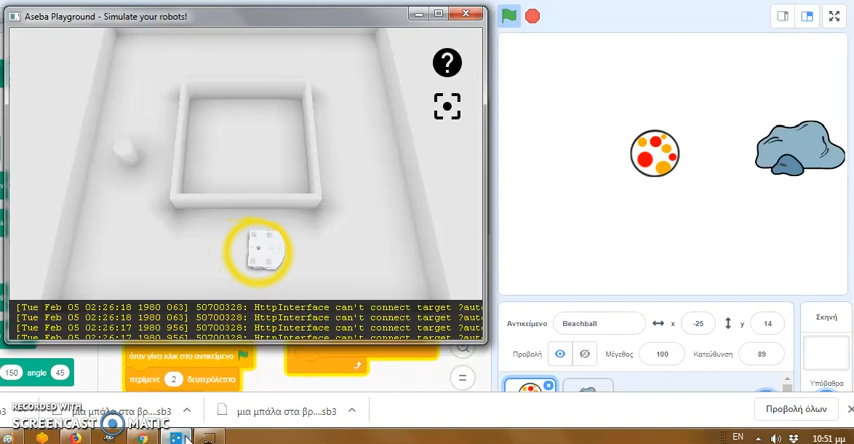 Aseba Playground - Simulate your robots!
?
[Tue Feb 05 02:26:18 1980 063] 50700328: HttpInterface can't connect target ?aut
[Tue Feb 05 02:26:18 1980 063] 50700328: HttpInterface can't connect target ?aut
[Tue Feb 05 02:26:17 1980 956] 50700328: HttpInterface can't connect target ?aut
[Tue Feb 05 02:26:17 1980 956] 50700328: HttpInterface can't connect target ?aut
Αντικείμενο Beachball x -25 y 14
Προβολή Μέγεθος 100 Κατεύθυνση 89
Σκηνή
Υπόβαθρα
όταν γίνει κλικ στο αντικείμενο
περίμενε 2 δευτερόλεπτα
150 angle 45
b3
μια μπάλα στα βρ....sb3
μια μπάλα στα βρ....sb3
Προβολή όλων
RECORDED WITH
SCREENCAST MATIC
EN
10:51 μμ